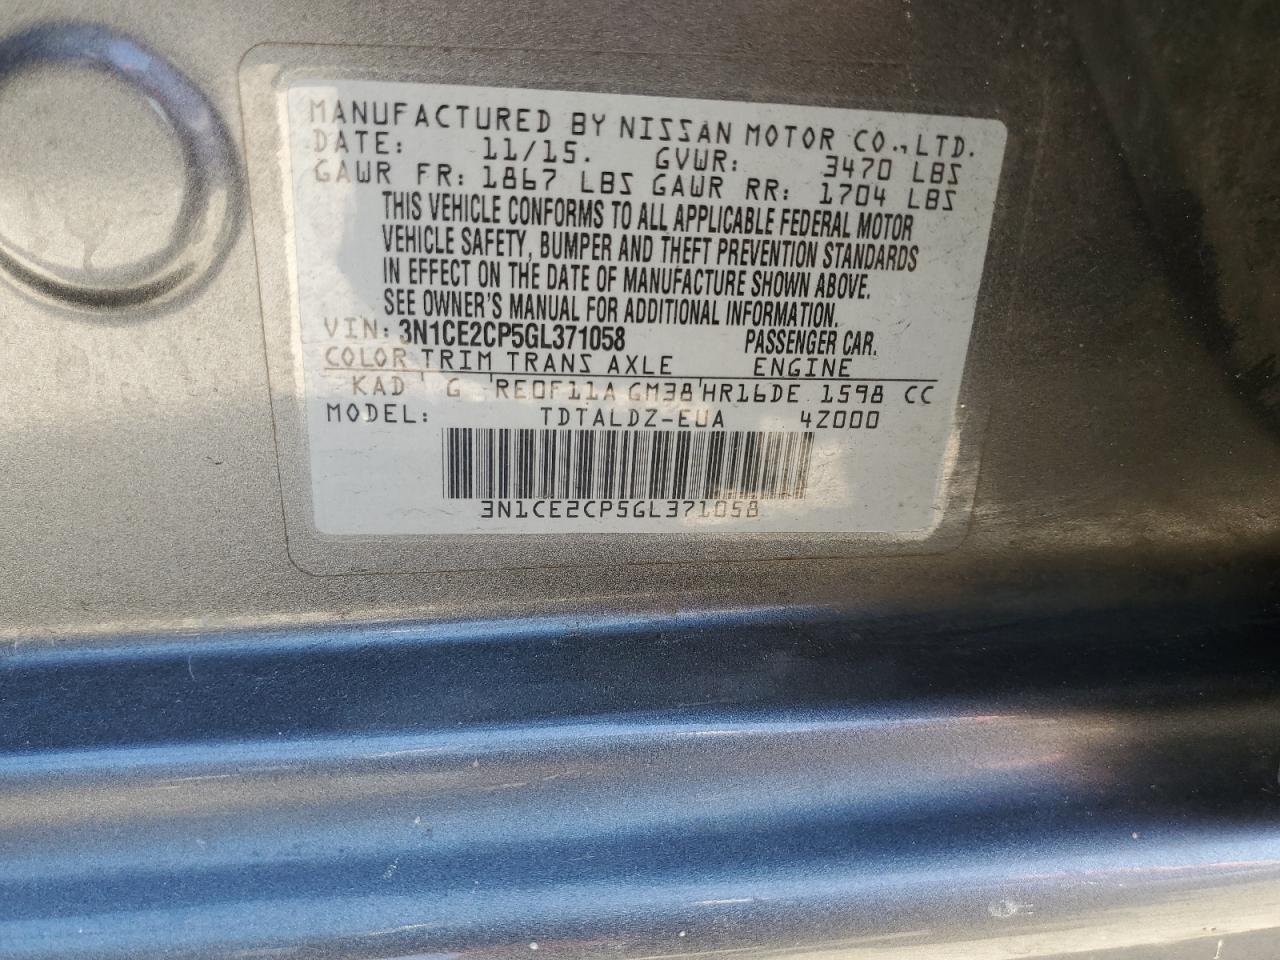 MANUFACTURED BY NISSAN MOTOR CO.,LTD.
DATE: 11/15. GVWR: 3470 LBS
GAWR FR: 1867 LBS GAWR RR: 1704 LBS
THIS VEHICLE CONFORMS TO ALL APPLICABLE FEDERAL MOTOR
VEHICLE SAFETY, BUMPER AND THEFT PREVENTION STANDARDS
IN EFFECT ON THE DATE OF MANUFACTURE SHOWN ABOVE.
SEE OWNER'S MANUAL FOR ADDITIONAL INFORMATION.
VIN: 3N1CE2CP5GL371058 PASSENGER CAR.
COLOR TRIM TRANS AXLE ENGINE
KAD G RE0F11A GM38 HR16DE 1598 CC
MODEL: TDTALDZ-EUA 4Z000
3N1CE2CP5GL371058